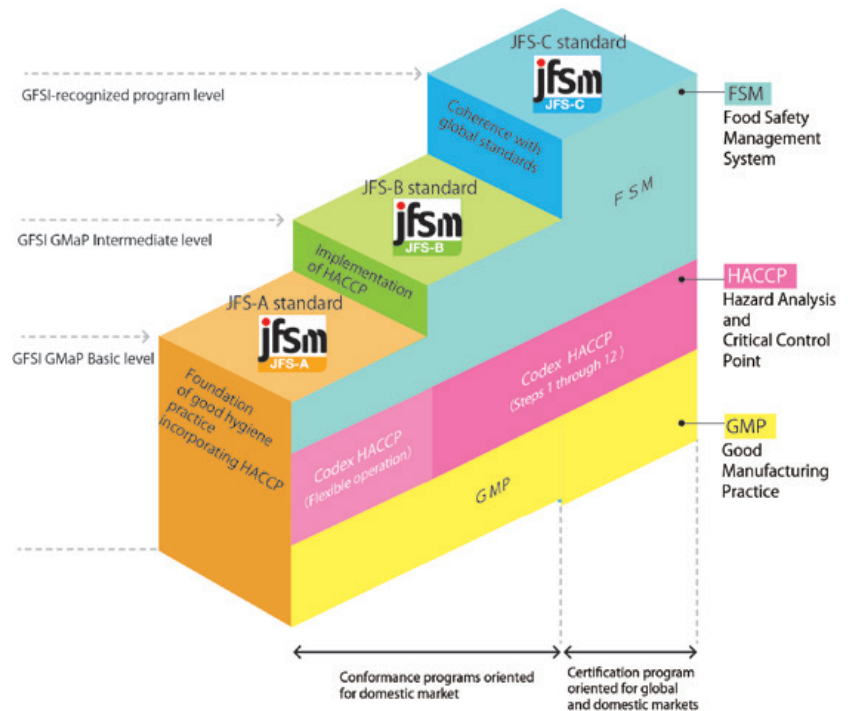 JFS-C standard
jfsm
JFS-C
GFSI-recognized program level
Coherence with
global standards
FSM
Food Safety
Management
System
FSM
JFS-B standard
jfsm
JFS-B
GFSI GMaP Intermediate level
Implementation
of HACCP
HACCP
Hazard Analysis
and
Critical Control
Point
JFS-A standard
jfsm
JFS-A
GFSI GMaP Basic level
Foundation
of good hygiene
practice
incorporating HACCP
Codex HACCP
(Steps 1 through 12)
Codex HACCP
(Flexible operation)
GMP
GMP
Good
Manufacturing
Practice
Conformance programs oriented
for domestic market
Certification program
oriented for global
and domestic markets